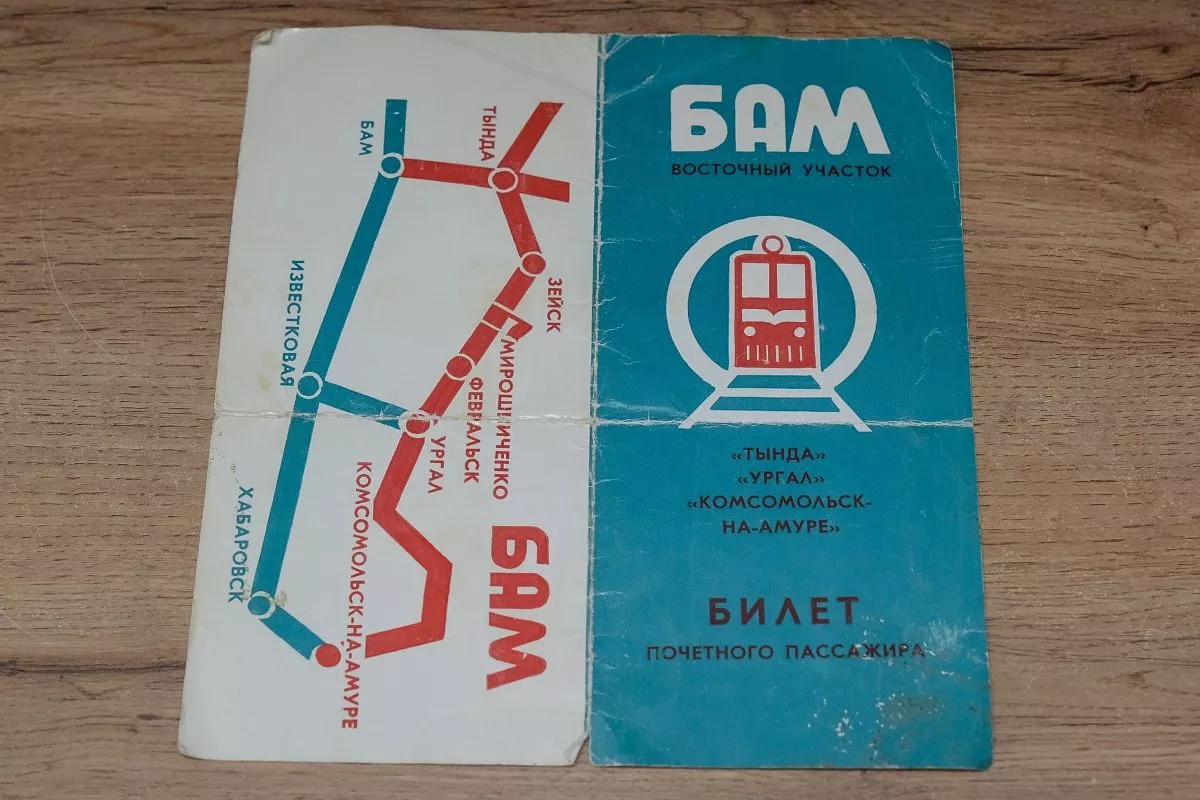 БАМ
ТЫНДА
ИЗВЕСТКОВАЯ
ЗЕЙСК
МИРОШНИЧЕНКО
ФЕВРАЛЬСК
УРГАЛ
КОМСОМОЛЬСК-НА-АМУРЕ
ХАБАРОВСК
БАМ
БАМ
ВОСТОЧНЫЙ УЧАСТОК
«ТЫНДА»
«УРГАЛ»
«КОМСОМОЛЬСК-
НА-АМУРЕ»
БИЛЕТ
ПОЧЕТНОГО ПАССАЖИРА